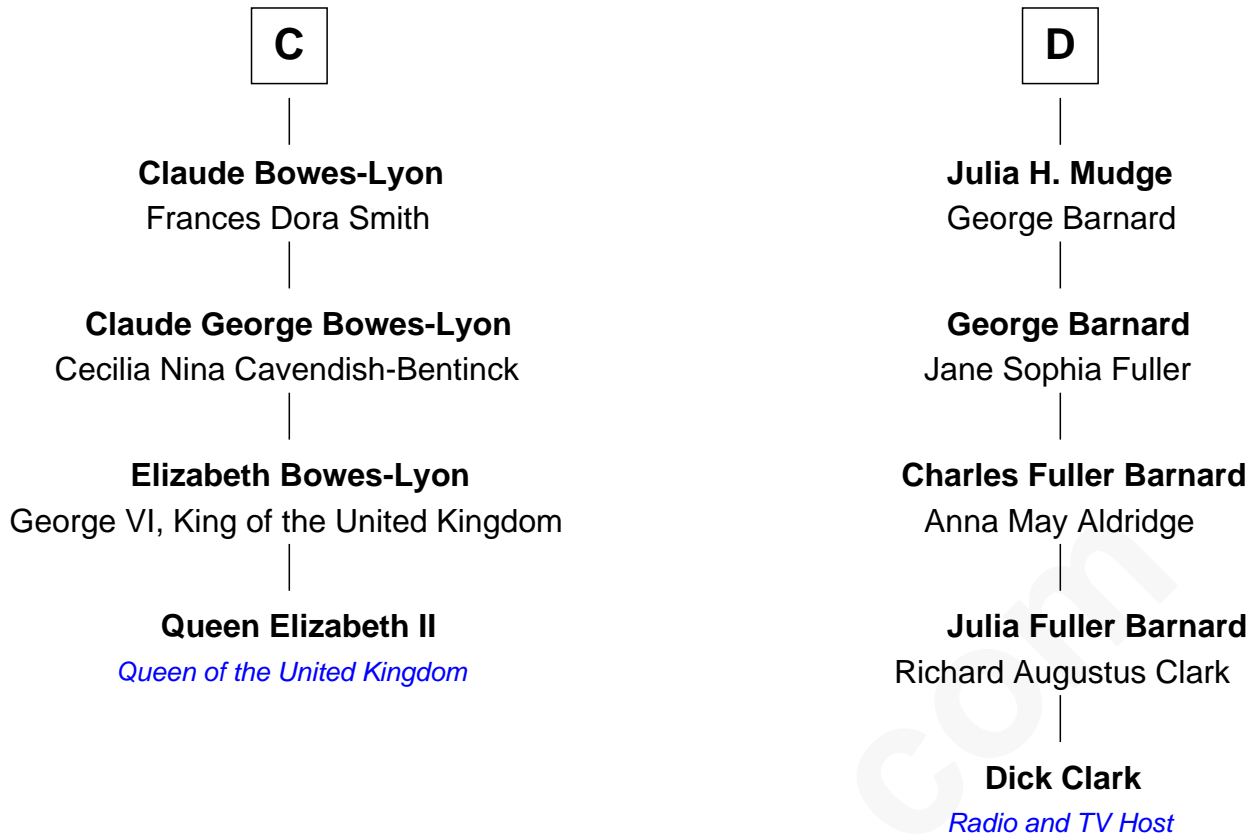 C
Claude Bowes-Lyon
Frances Dora Smith
Claude George Bowes-Lyon
Cecilia Nina Cavendish-Bentinck
Elizabeth Bowes-Lyon
George VI, King of the United Kingdom
Queen Elizabeth II
Queen of the United Kingdom
D
Julia H. Mudge
George Barnard
George Barnard
Jane Sophia Fuller
Charles Fuller Barnard
Anna May Aldridge
Julia Fuller Barnard
Richard Augustus Clark
Dick Clark
Radio and TV Host
com